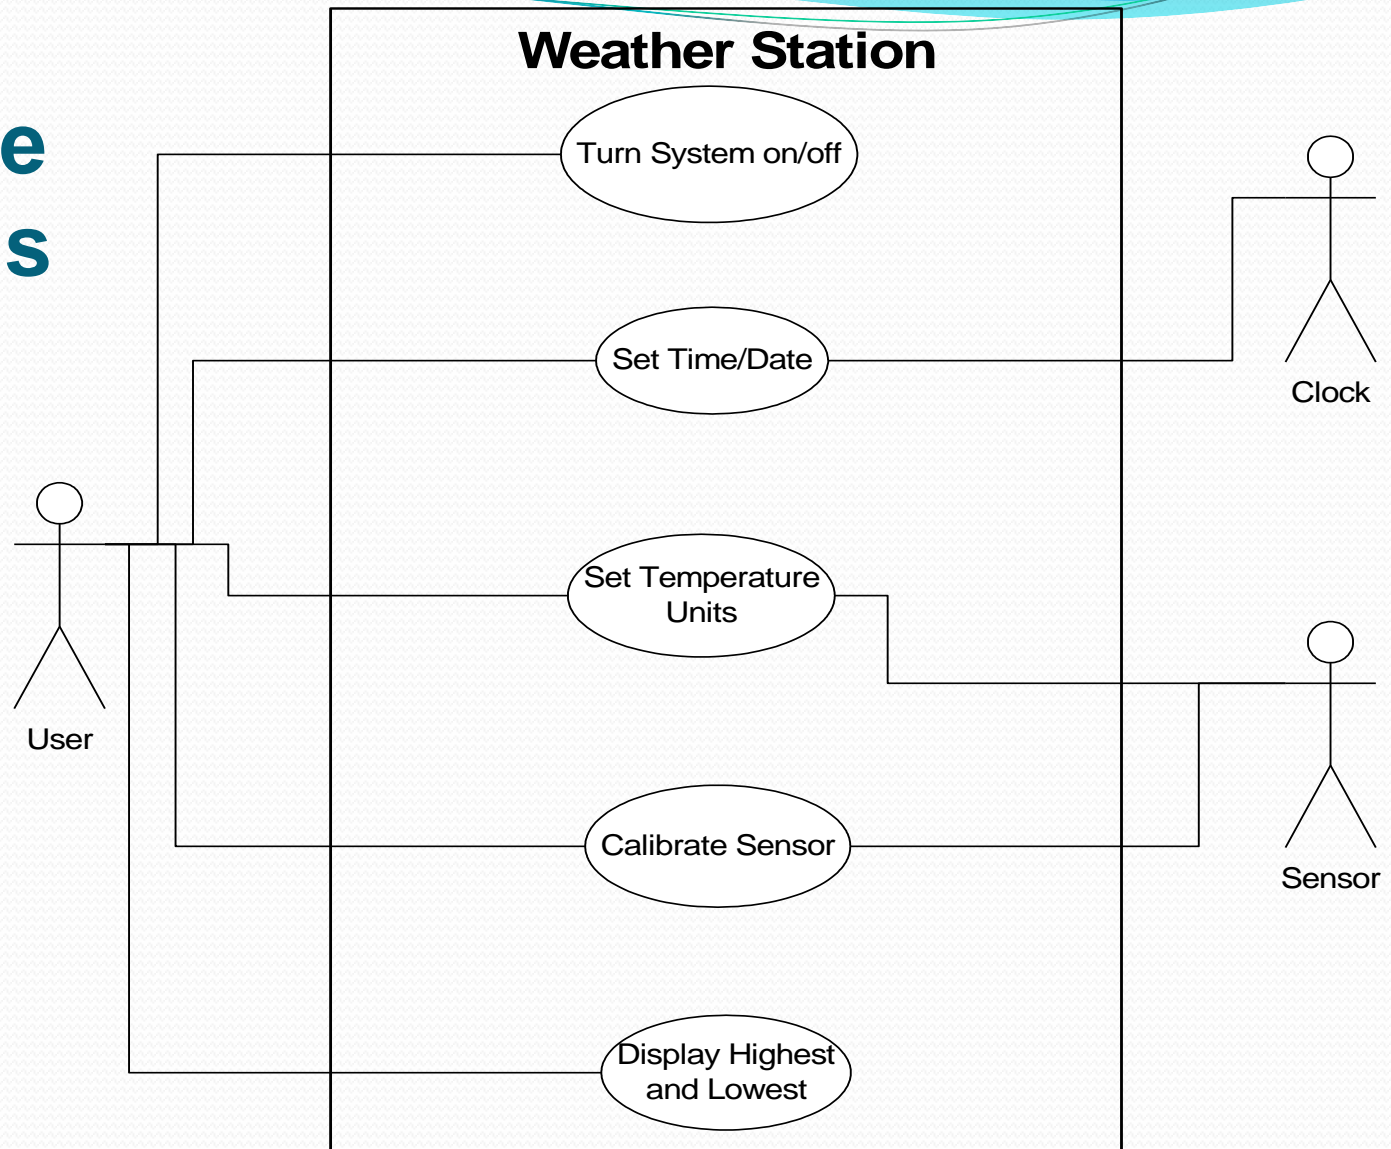 Weather Station
e
s
Turn System on/off
Set Time/Date
Clock
Set Temperature
Units
User
Calibrate Sensor
Sensor
Display Highest
and Lowest